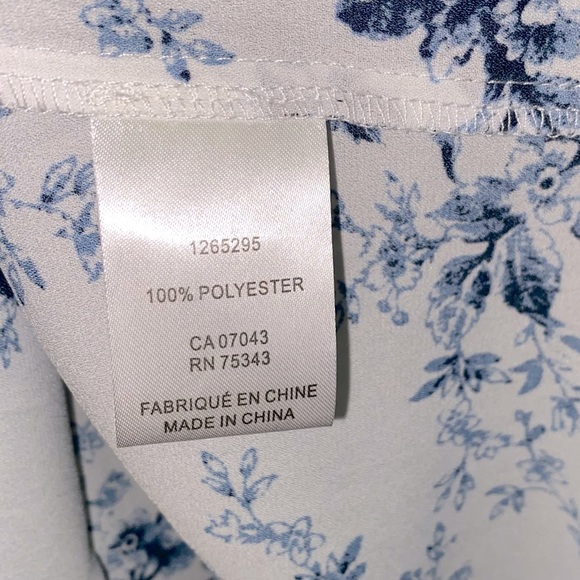 1265295
100% POLYESTER
CA 07043
RN 75343
FABRIQUÉ EN CHINE
MADE IN CHINA